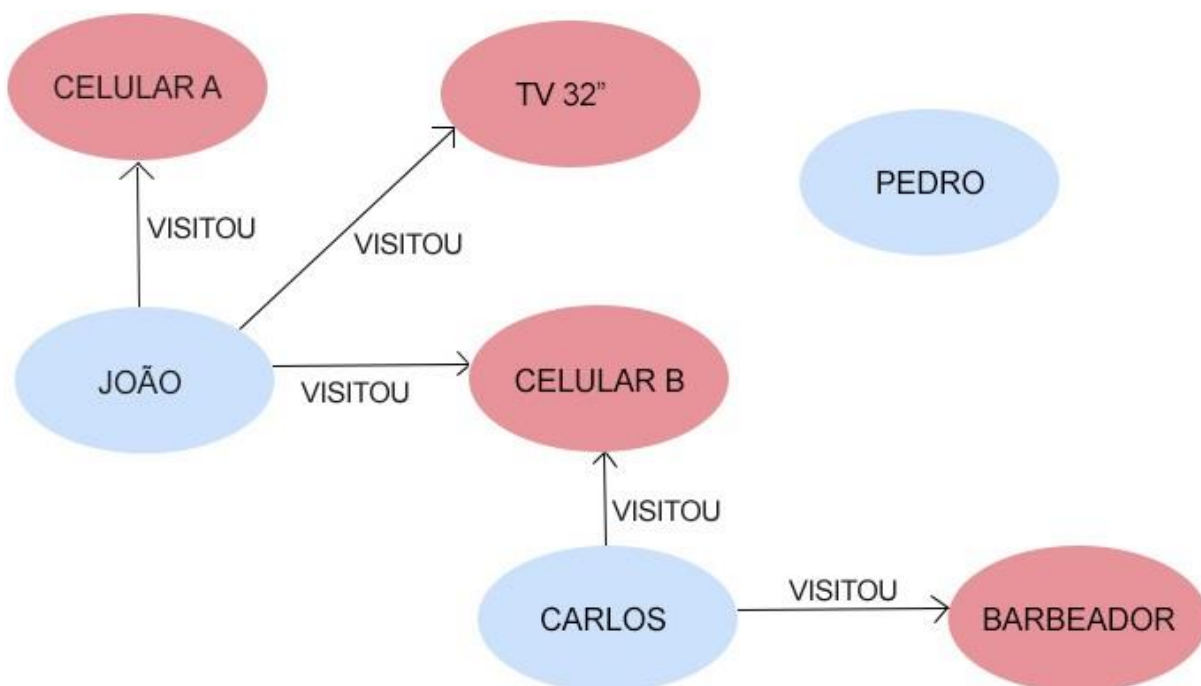 CELULAR A
TV 32”
PEDRO
VISITOU
VISITOU
JOÃO
VISITOU
CELULAR B
VISITOU
CARLOS
VISITOU
BARBEADOR